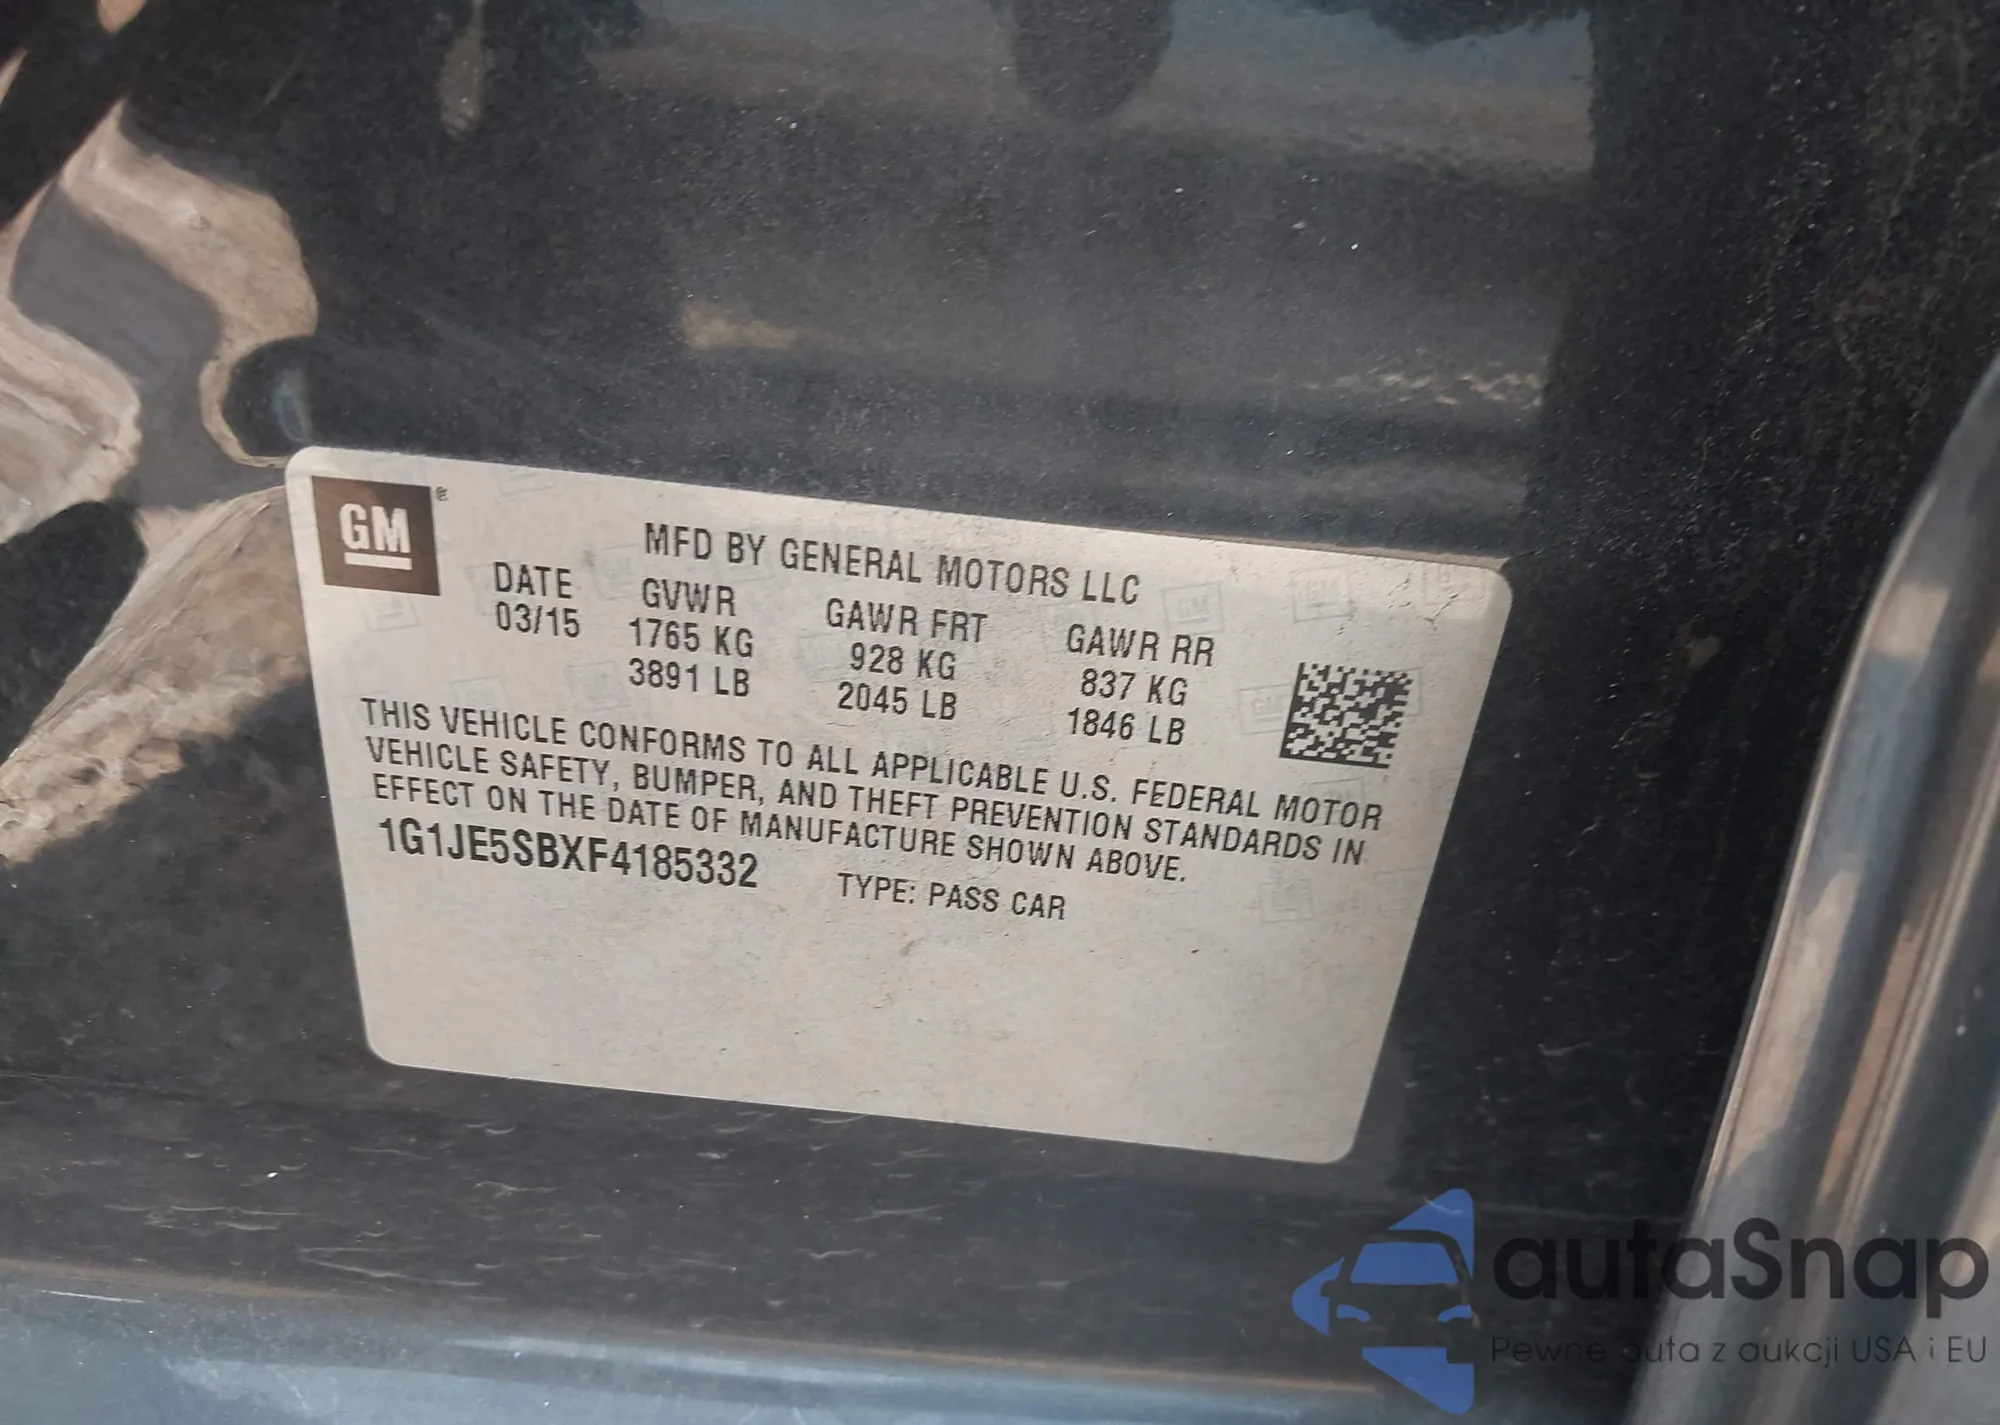 GM
MFD BY GENERAL MOTORS LLC
DATE GVWR GAWR FRT GAWR RR
03/15 1765 KG 928 KG 837 KG
3891 LB 2045 LB 1846 LB
THIS VEHICLE CONFORMS TO ALL APPLICABLE U.S. FEDERAL MOTOR
VEHICLE SAFETY, BUMPER, AND THEFT PREVENTION STANDARDS IN
EFFECT ON THE DATE OF MANUFACTURE SHOWN ABOVE.
1G1JE5SBXF4185332 TYPE: PASS CAR
autaSnap
Pewne auta z aukcji USA i EU